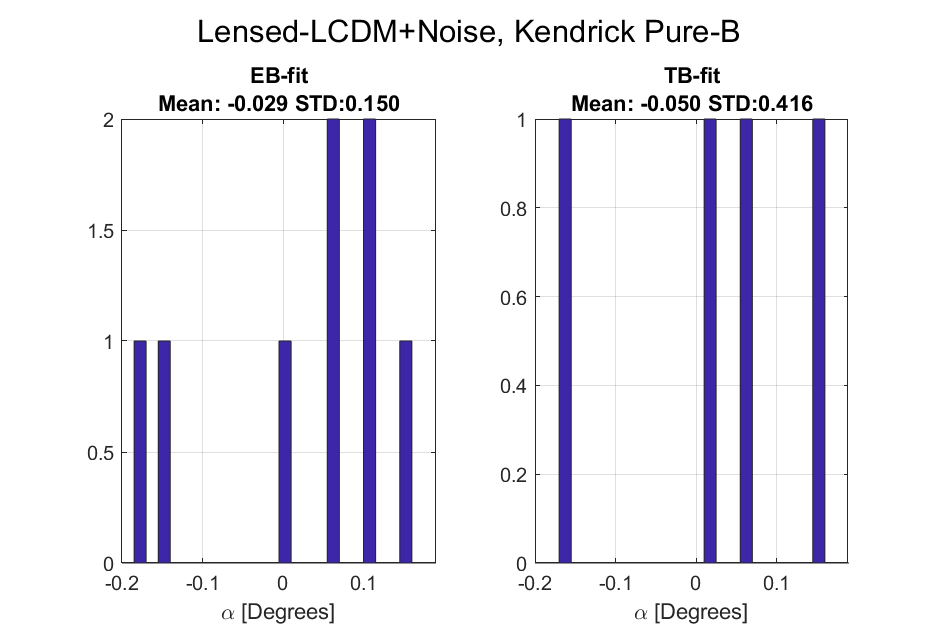 Lensed-LCDM+Noise, Kendrick Pure-B
EB-fit
Mean: -0.029 STD:0.150
2
1.5
1
0.5
0
-0.2 -0.1 0 0.1
α [Degrees]
TB-fit
Mean: -0.050 STD:0.416
1
0.8
0.6
0.4
0.2
0
-0.2 -0.1 0 0.1
α [Degrees]